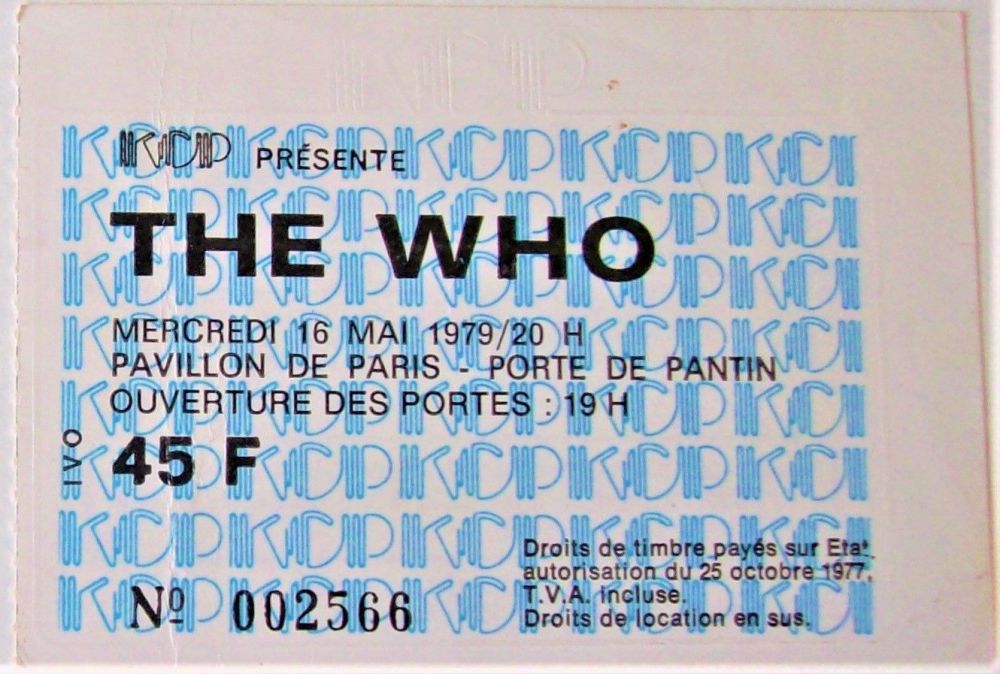 KCP PRÉSENTE
THE WHO
MERCREDI 16 MAI 1979/20 H
PAVILLON DE PARIS - PORTE DE PANTIN
OUVERTURE DES PORTES : 19 H
IVO
45 F
Droits de timbre payés sur Etat,
autorisation du 25 octobre 1977.
T.V.A. incluse.
Droits de location en sus.
Nº 002566